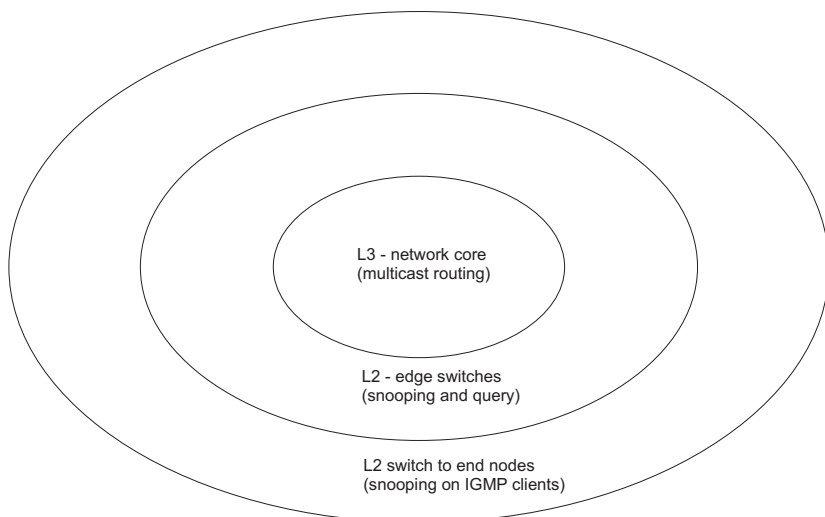 L3 - network core
(multicast routing)
L2 - edge switches
(snooping and query)
L2 switch to end nodes
(snooping on IGMP clients)